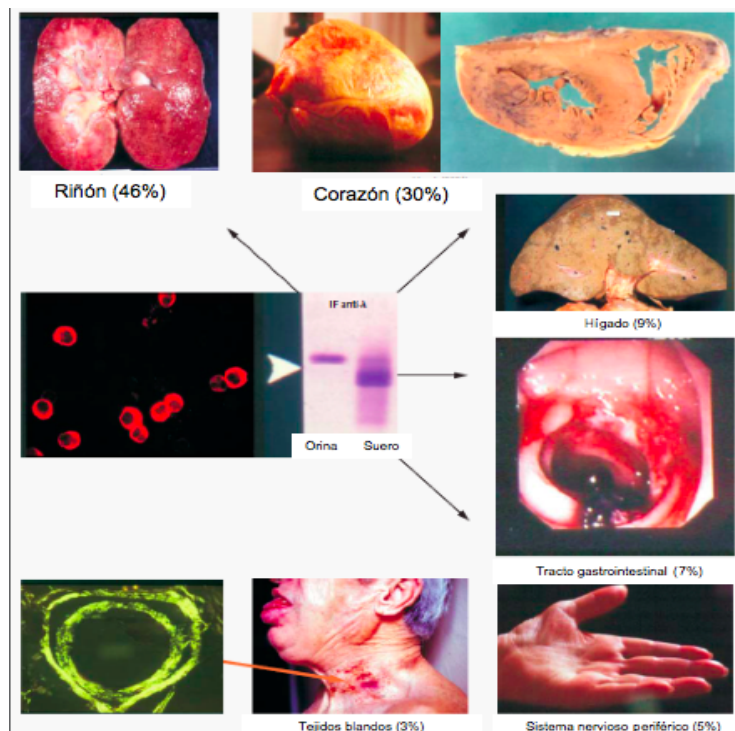 Riñón (46%)
Corazón (30%)
Hígado (9%)
IF anti-λ
Orina Suero
Tracto gastrointestinal (7%)
Tejidos blandos (3%)
Sistema nervioso periférico (5%)